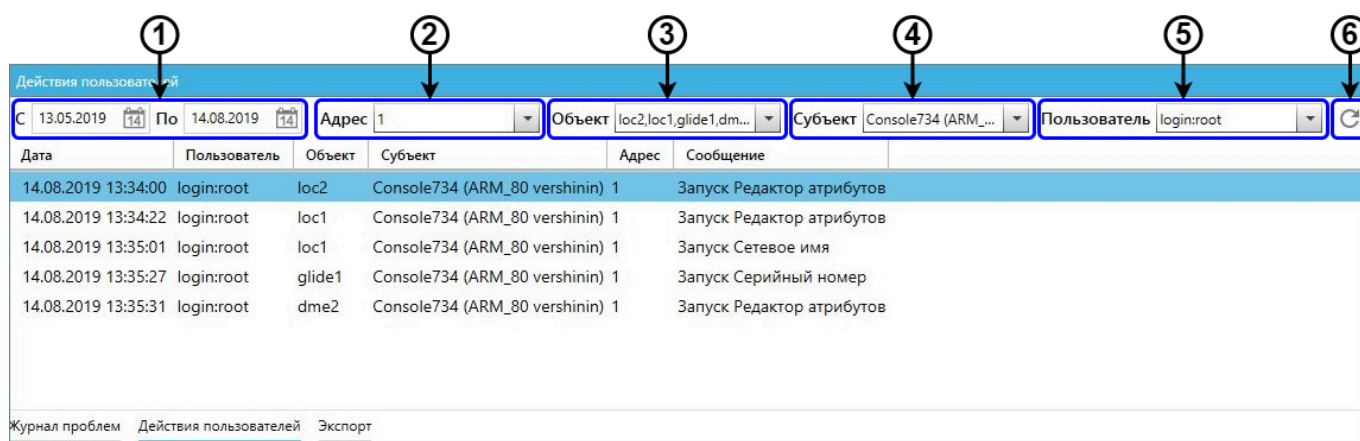 1 2 3 4 5 6
Действия пользователей
С 13.05.2019 14 По 14.08.2019 14 Адрес 1 Объект loc2,loc1,glide1,dm... Субъект Console734 (ARM_... Пользователь login:root
Дата Пользователь Объект Субъект Адрес Сообщение
14.08.2019 13:34:00 login:root loc2 Console734 (ARM_80 vershinin) 1 Запуск Редактор атрибутов
14.08.2019 13:34:22 login:root loc1 Console734 (ARM_80 vershinin) 1 Запуск Редактор атрибутов
14.08.2019 13:35:01 login:root loc1 Console734 (ARM_80 vershinin) 1 Запуск Сетевое имя
14.08.2019 13:35:27 login:root glide1 Console734 (ARM_80 vershinin) 1 Запуск Серийный номер
14.08.2019 13:35:31 login:root dme2 Console734 (ARM_80 vershinin) 1 Запуск Редактор атрибутов
Журнал проблем Действия пользователей Экспорт